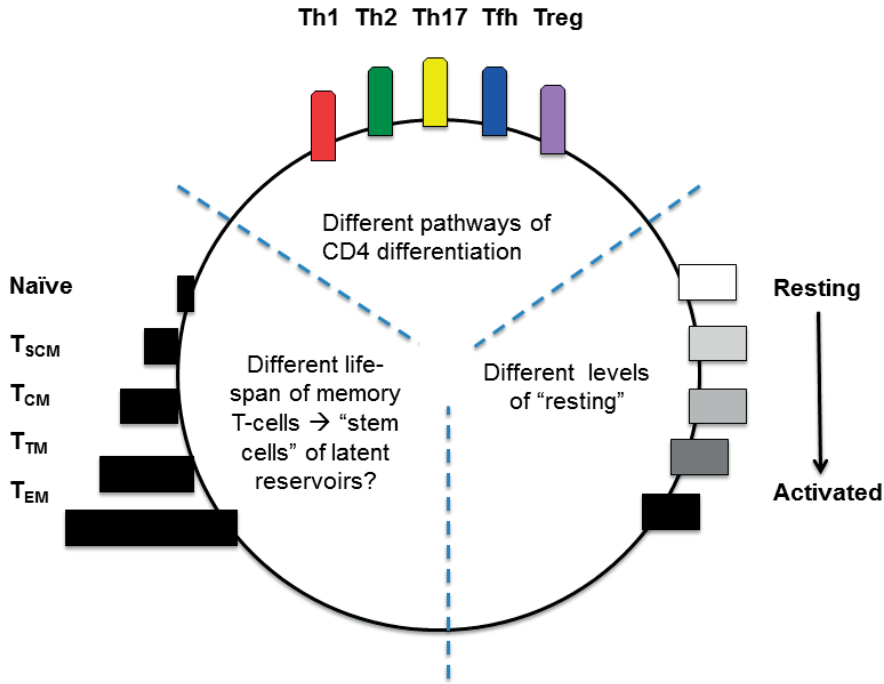 Th1 Th2 Th17 Tfh Treg
Different pathways of
CD4 differentiation
Naïve
TSCM
TCM
TTM
TEM
Different life-
span of memory
T-cells → “stem
cells” of latent
reservoirs?
Different levels
of “resting”
Resting
Activated